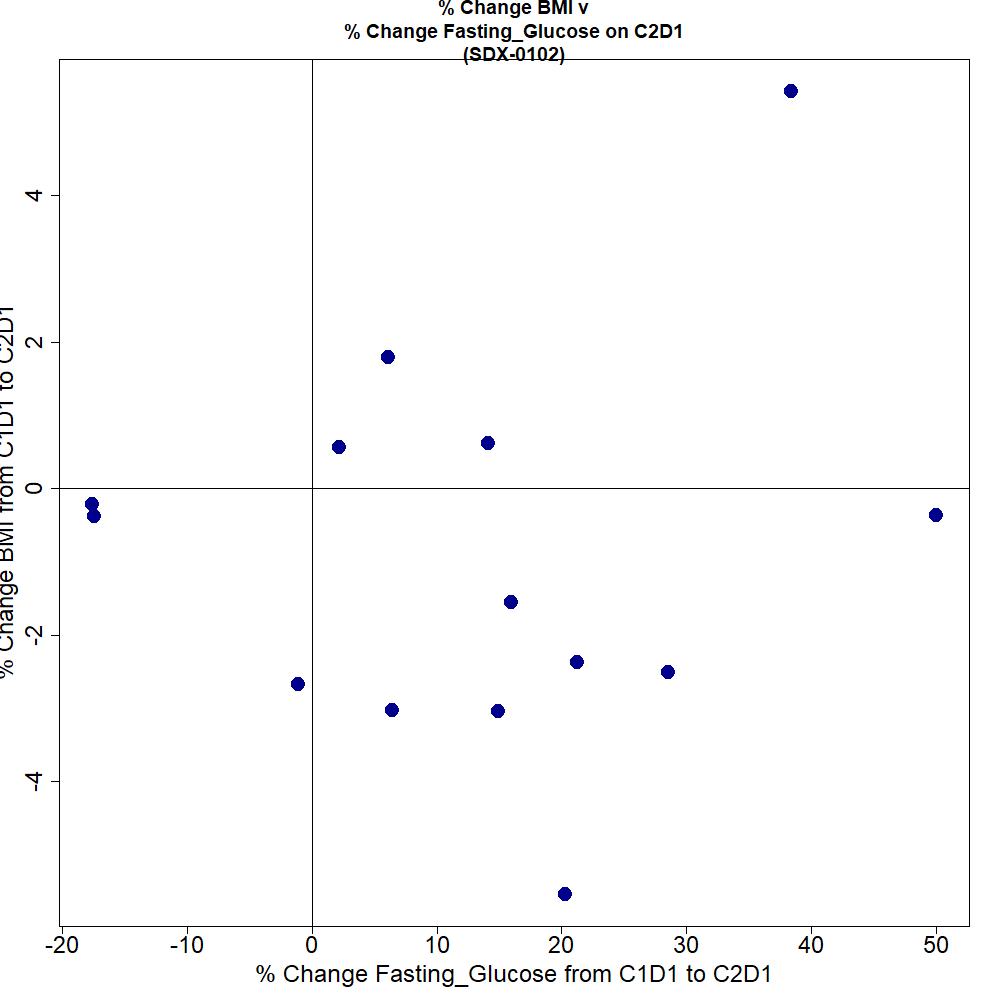 % Change BMI v
% Change Fasting_Glucose on C2D1
(SDX-0102)
% Change BMI from C1D1 to C2D1
4
2
0
-2
-4
-20 -10 0 10 20 30 40 50
% Change Fasting_Glucose from C1D1 to C2D1